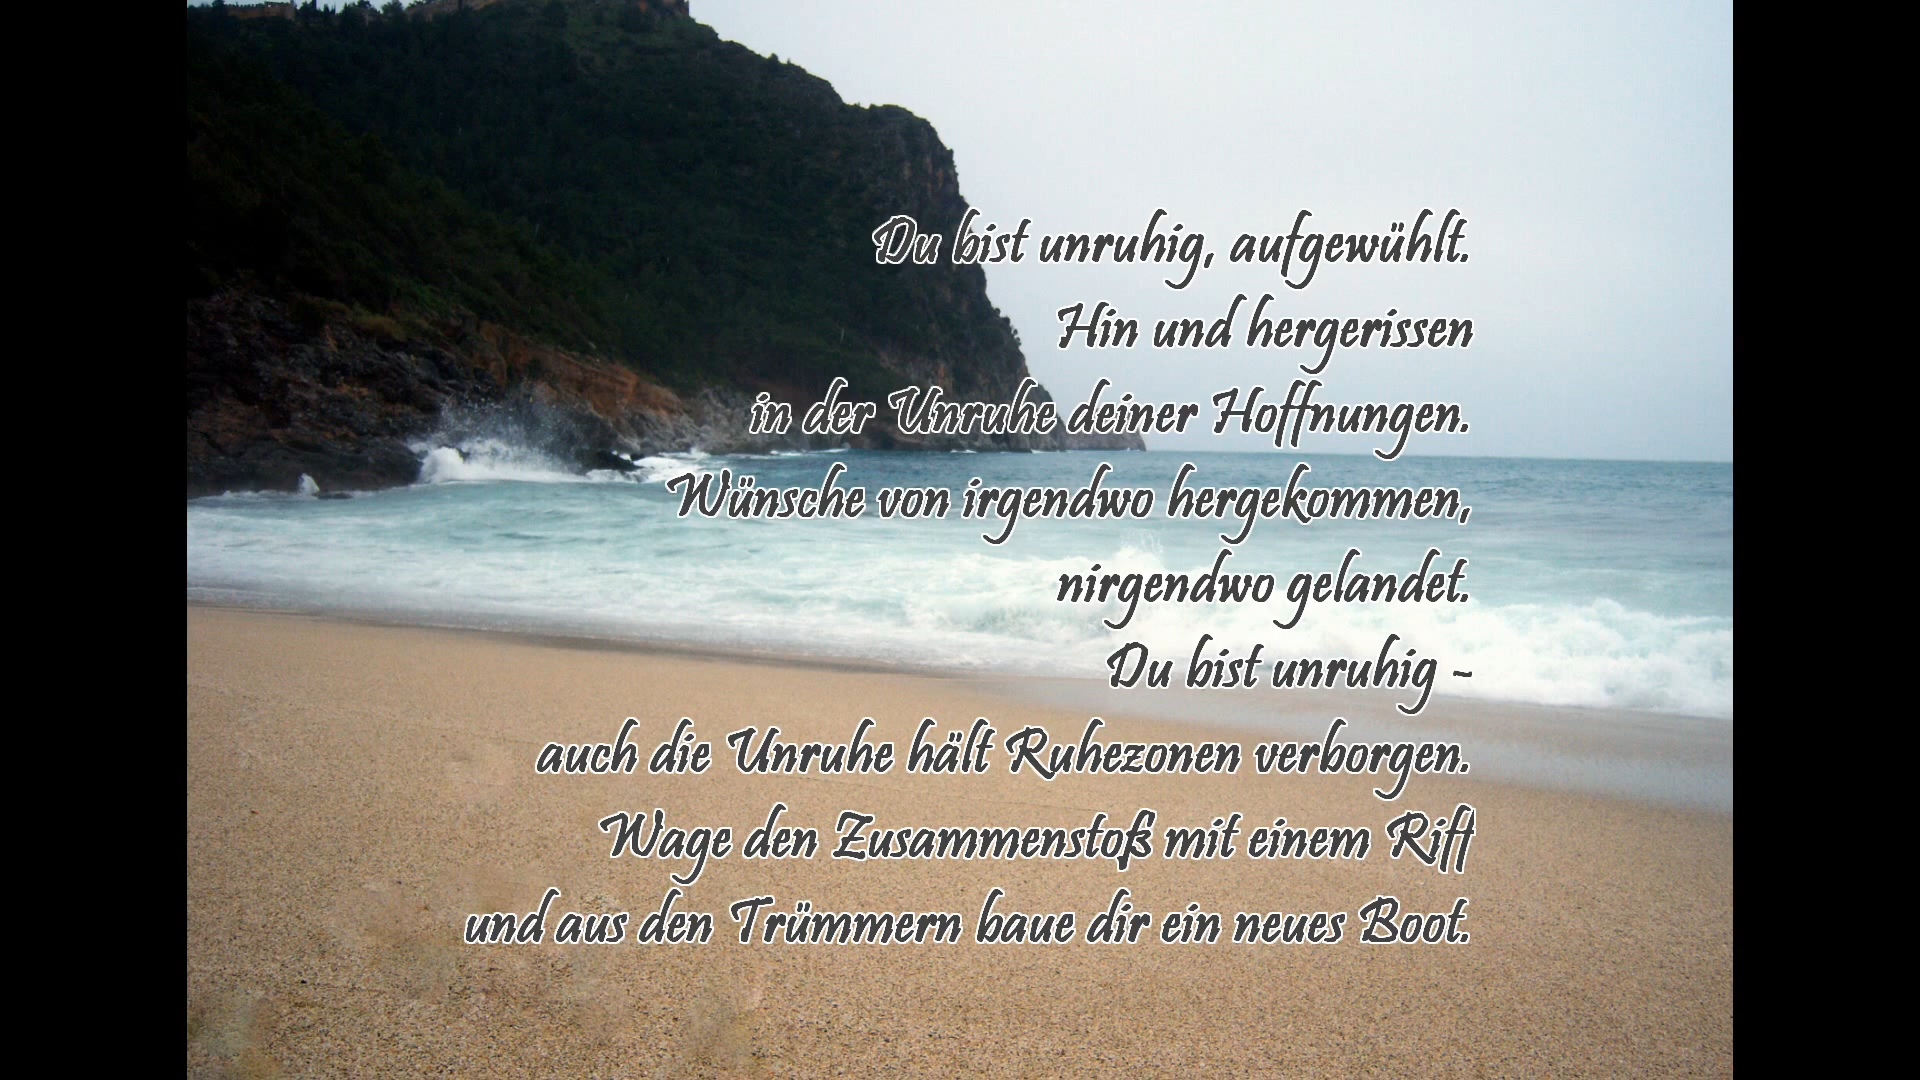 Du bist unruhig, aufgewühlt.
Hin und hergerissen
in der Unruhe deiner Hoffnungen.
Wünsche von irgendwo hergekommen,
nirgendwo gelandet.
Du bist unruhig -
auch die Unruhe hält Ruhezonen verborgen.
Wage den Zusammenstoß mit einem Riff
und aus den Trümmern baue dir ein neues Boot.